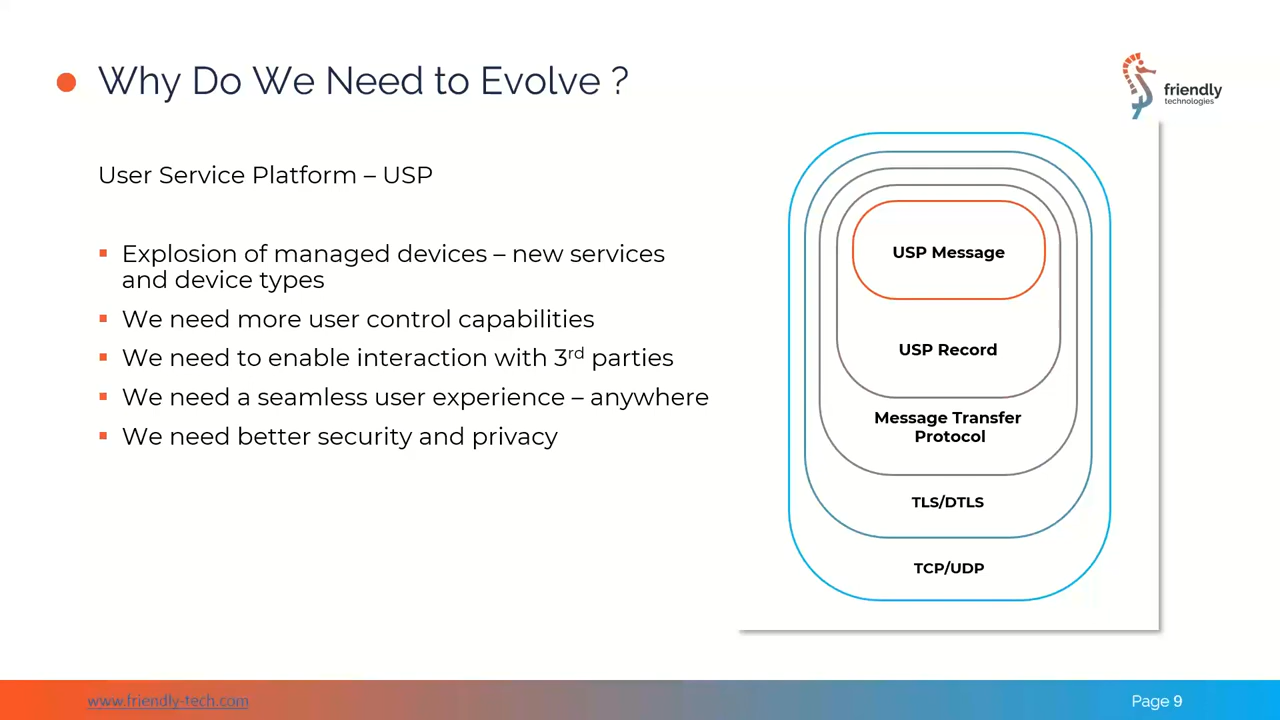 Why Do We Need to Evolve ?
friendly
technologies
User Service Platform – USP
▪ Explosion of managed devices – new services
and device types
▪ We need more user control capabilities
▪ We need to enable interaction with 3rd parties
▪ We need a seamless user experience – anywhere
▪ We need better security and privacy
USP Message
USP Record
Message Transfer
Protocol
TLS/DTLS
TCP/UDP
www.friendly-tech.com
Page 9